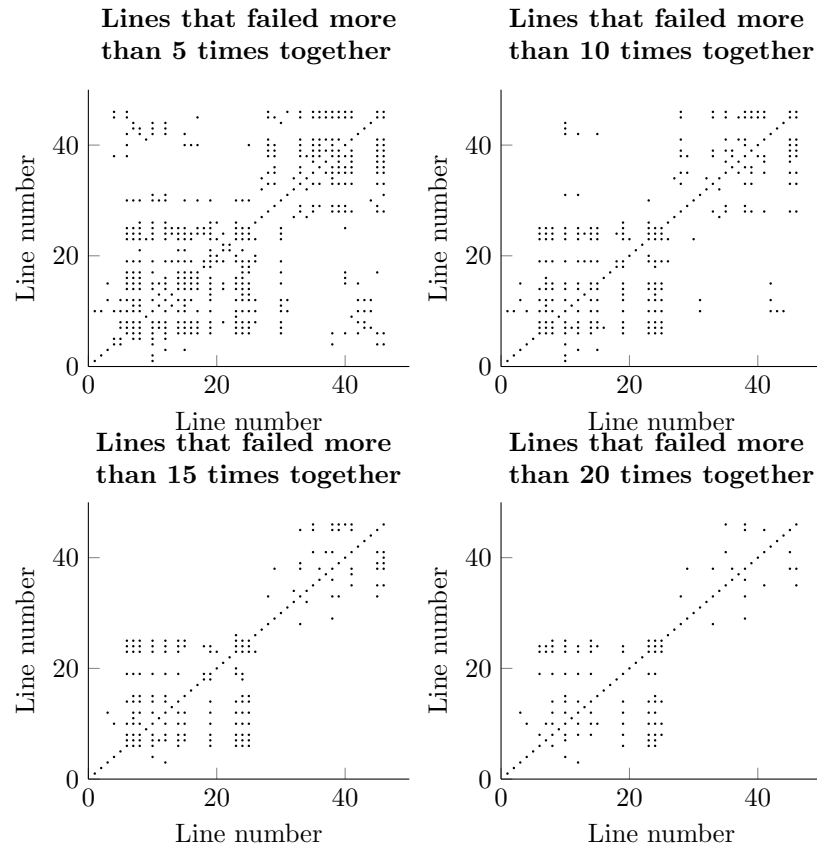 Lines that failed more
than 5 times together
40
20
0
0
20
40
Line number
Line number
Lines that failed more
than 10 times together
40
20
0
0
20
40
Line number
Line number
Lines that failed more
than 15 times together
40
20
0
0
20
40
Line number
Line number
Lines that failed more
than 20 times together
40
20
0
0
20
40
Line number
Line number